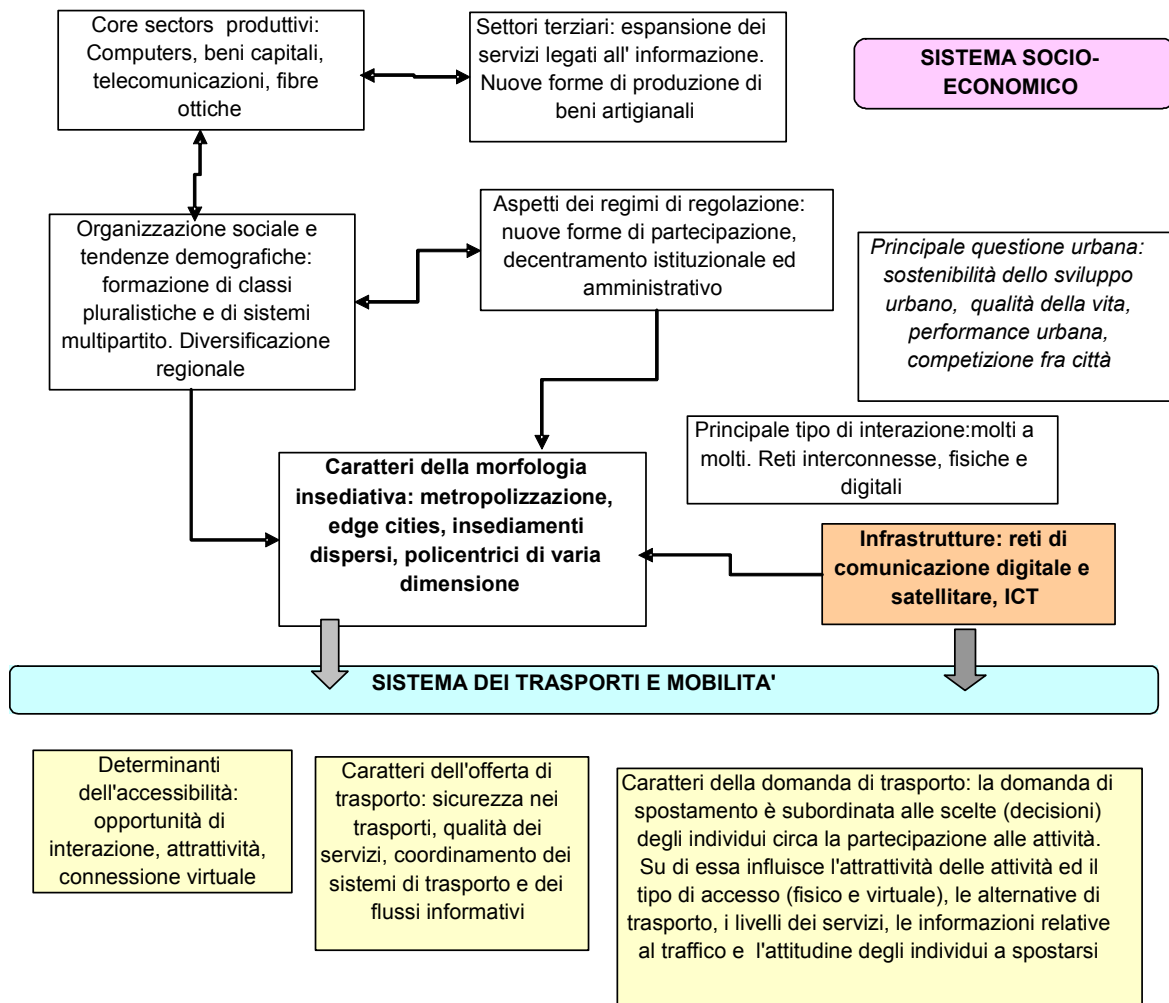 Core sectors produttivi:
Computers, beni capitali,
telecomunicazioni, fibre
ottiche
Settori terziari: espansione dei
servizi legati all' informazione.
Nuove forme di produzione di
beni artigianali
SISTEMA SOCIO-
ECONOMICO
Organizzazione sociale e
tendenze demografiche:
formazione di classi
pluralistiche e di sistemi
multipartito. Diversificazione
regionale
Aspetti dei regimi di regolazione:
nuove forme di partecipazione,
decentramento istituzionale ed
amministrativo
Principale questione urbana:
sostenibilità dello sviluppo
urbano, qualità della vita,
performance urbana,
competizione fra città
Principale tipo di interazione:molti a
molti. Reti interconnesse, fisiche e
digitali
Caratteri della morfologia
insediativa: metropolizzazione,
edge cities, insediamenti
dispersi, policentrici di varia
dimensione
Infrastrutture: reti di
comunicazione digitale e
satellitare, ICT
SISTEMA DEI TRASPORTI E MOBILITA'
Determinanti
dell'accessibilità:
opportunità di
interazione, attrattività,
connessione virtuale
Caratteri dell'offerta di
trasporto: sicurezza nei
trasporti, qualità dei
servizi, coordinamento dei
sistemi di trasporto e dei
flussi informativi
Caratteri della domanda di trasporto: la domanda di
spostamento è subordinata alle scelte (decisioni)
degli individui circa la partecipazione alle attività.
Su di essa influisce l'attrattività delle attività ed il
tipo di accesso (fisico e virtuale), le alternative di
trasporto, i livelli dei servizi, le informazioni relative
al traffico e l'attitudine degli individui a spostarsi